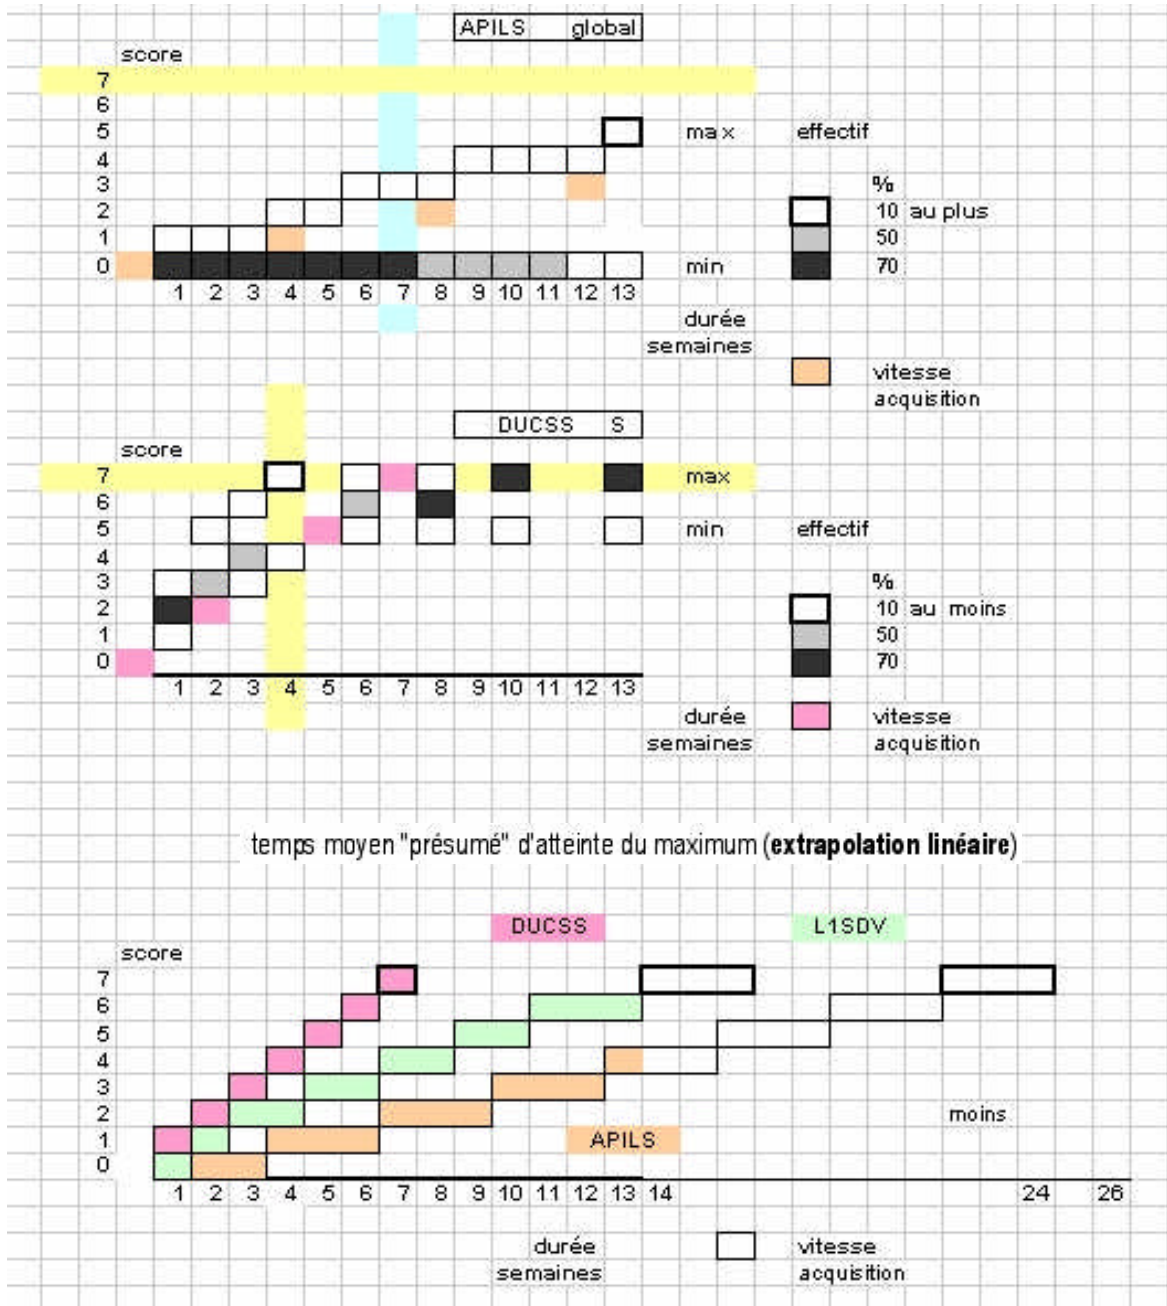 APILS global
score
7
6
5 max effectif
4
3 %
2 10 au plus
1 50
0 min 70
1 2 3 4 5 6 7 8 9 10 11 12 13
durée
semaines
vitesse
acquisition
DUCSS S
score
7 max
6
5 min effectif
4
3 %
2 10 au moins
1 50
0 70
1 2 3 4 5 6 7 8 9 10 11 12 13
durée vitesse
semaines acquisition
temps moyen "présumé" d'atteinte du maximum (extrapolation linéaire)
DUCSS L1SDV
score
7
6
5
4
3
2 moins
1 APILS
0
1 2 3 4 5 6 7 8 9 10 11 12 13 14 24 26
durée vitesse
semaines acquisition